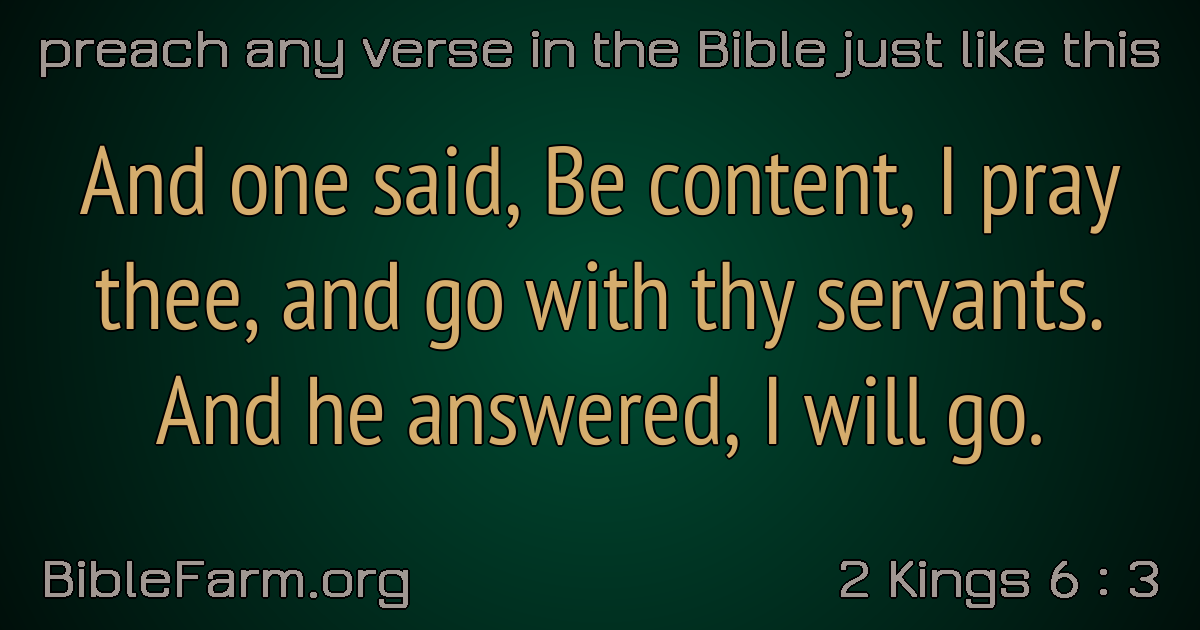 preach any verse in the Bible just like this
And one said, Be content, I pray
thee, and go with thy servants.
And he answered, I will go.
BibleFarm.org
2 Kings 6 : 3